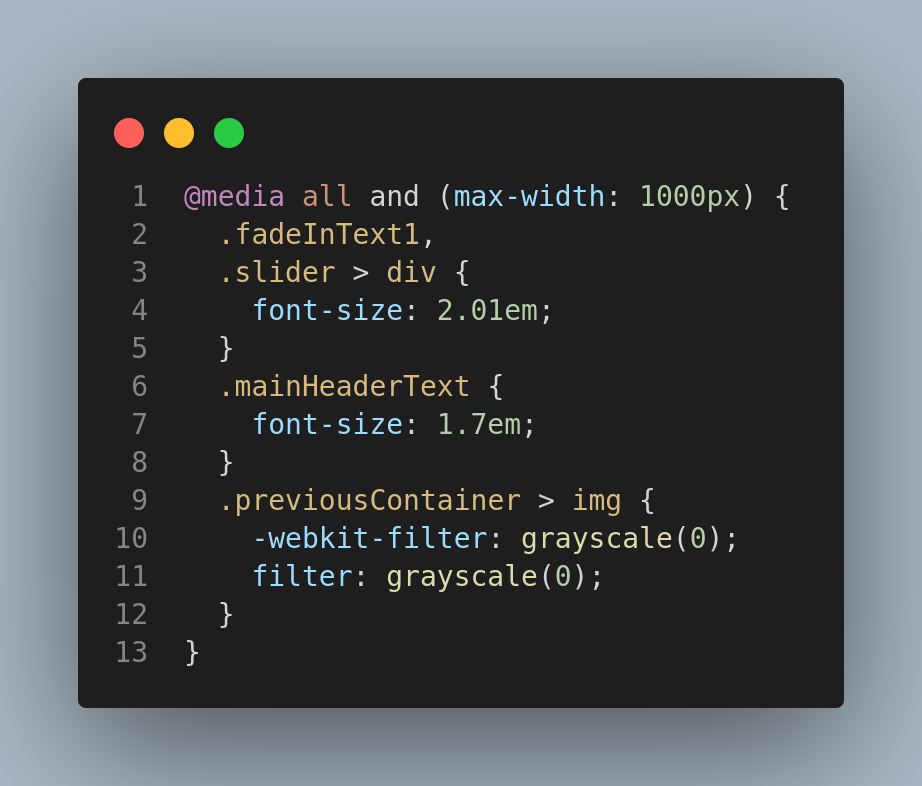 1 @media all and (max-width: 1000px) {
2   .fadeInText1,
3   .slider > div {
4     font-size: 2.01em;
5   }
6   .mainHeaderText {
7     font-size: 1.7em;
8   }
9   .previousContainer > img {
10     -webkit-filter: grayscale(0);
11     filter: grayscale(0);
12   }
13 }